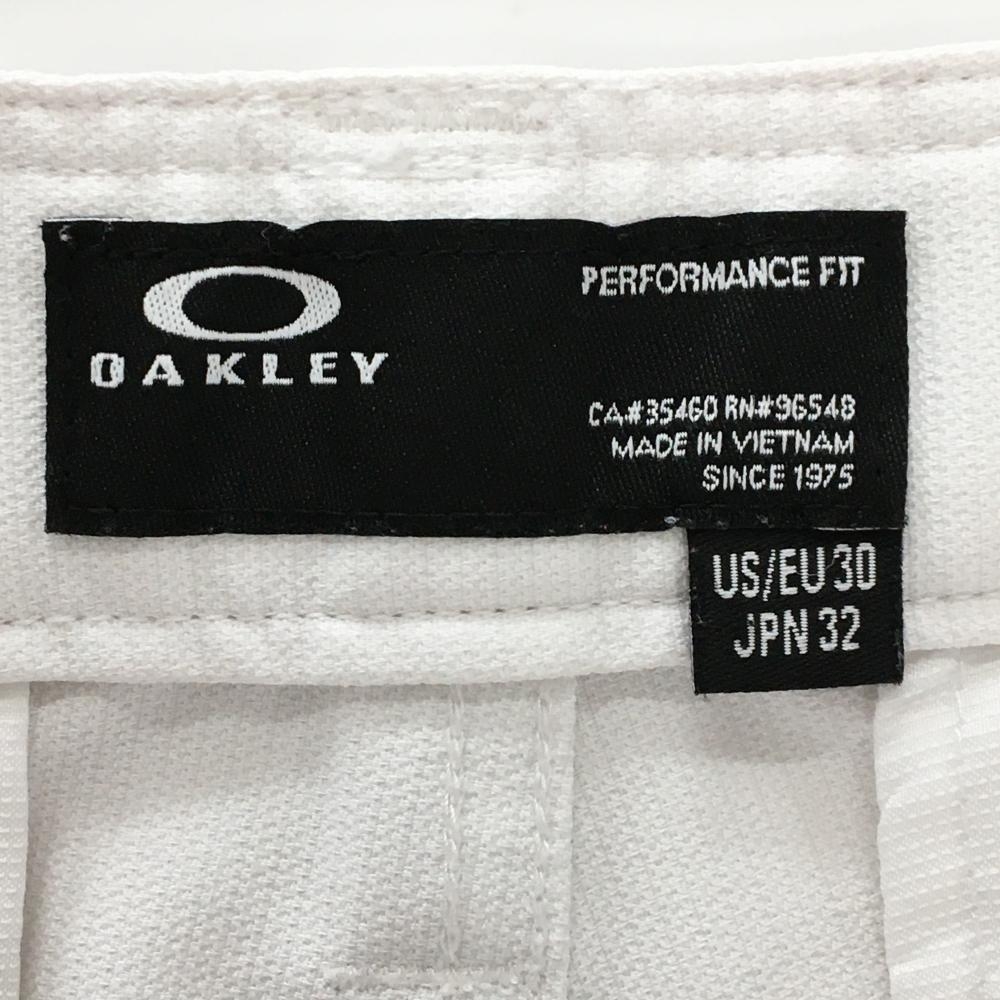 OAKLEY
PERFORMANCE FIT
CA#35460 RN#96548
MADE IN VIETNAM
SINCE 1975
US/EU 30
JPN 32